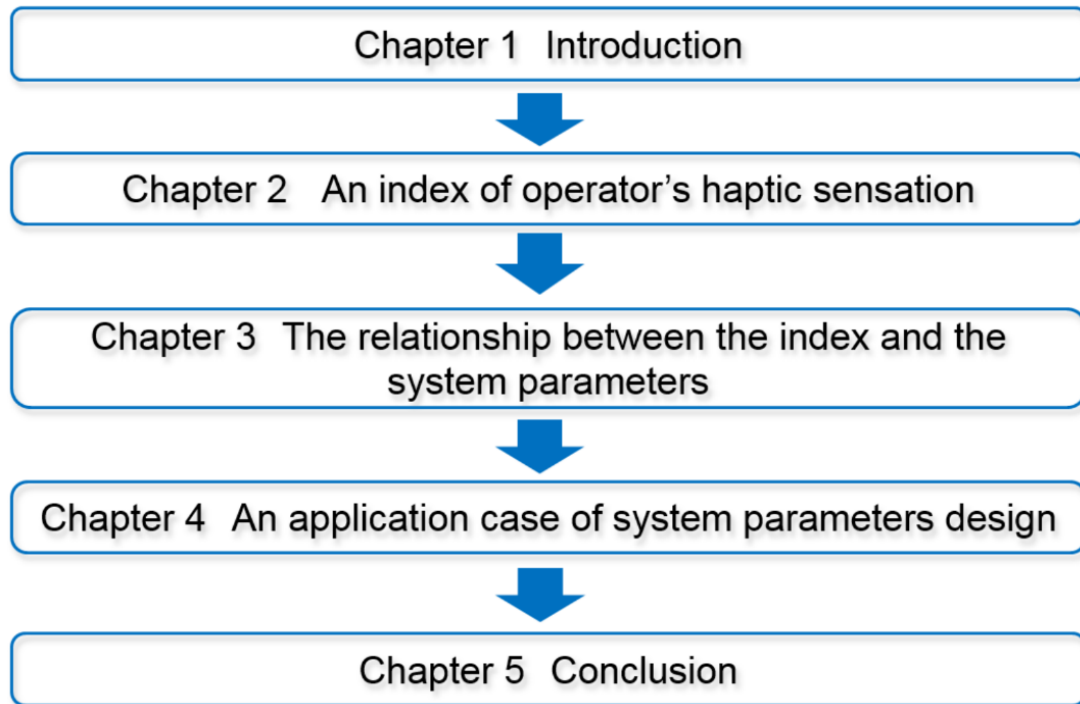 Chapter 1 Introduction
Chapter 2 An index of operator’s haptic sensation
Chapter 3 The relationship between the index and the
system parameters
Chapter 4 An application case of system parameters design
Chapter 5 Conclusion